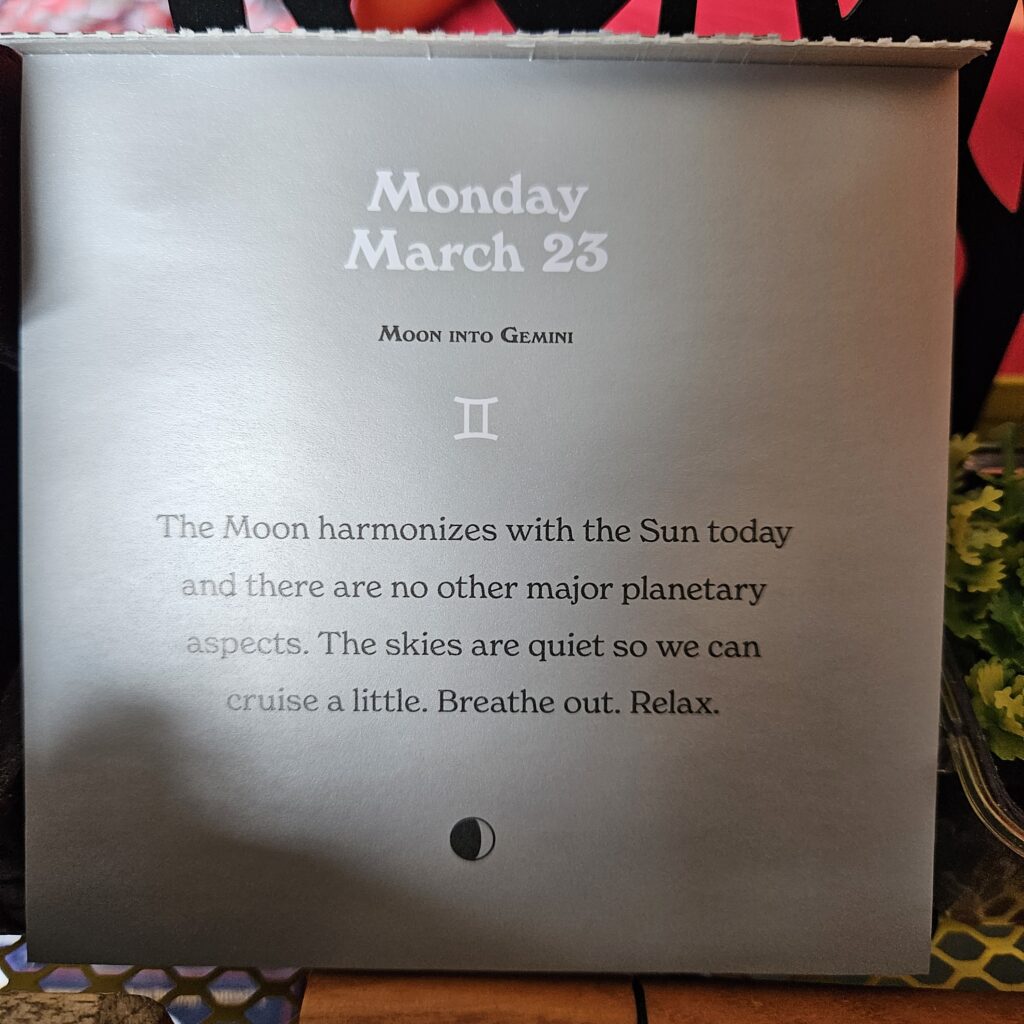 Monday
March 23
Moon into Gemini
♊
The Moon harmonizes with the Sun today
and there are no other major planetary
aspects. The skies are quiet so we can
cruise a little. Breathe out. Relax.